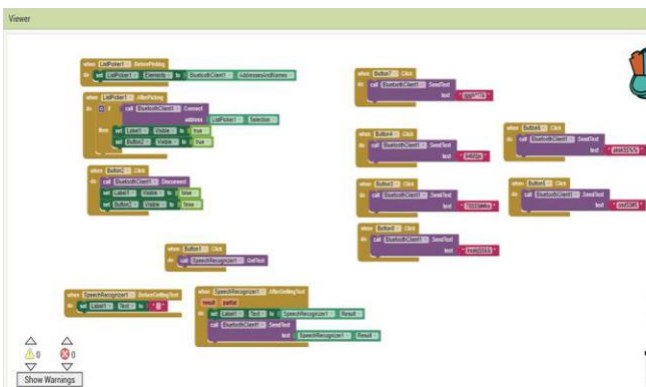 Viewer
when ListPicker1 .BeforePicking
do set ListPicker1 . Elements to BluetoothClient1 . AddressesAndNames
when ListPicker1 .AfterPicking
do if call BluetoothClient1 .Connect
address ListPicker1 . Selection
then set Label1 . Visible to true
set Button2 . Visible to true
when Button2 .Click
do call BluetoothClient1 .Disconnect
set Label1 . Visible to false
set Button2 . Visible to false
when Button1 .Click
do call SpeechRecognizer1 .GetText
when SpeechRecognizer1 .BeforeGettingText
do set Label1 . Text to " "
when SpeechRecognizer1 .AfterGettingText
result partial
do set Label1 . Text to SpeechRecognizer1 . Result
call BluetoothClient1 .SendText
text SpeechRecognizer1 . Result
when Button7 .Click
do call BluetoothClient1 .SendText
text
when Button4 .Click
do call BluetoothClient1 .SendText
text
when Button3 .Click
do call BluetoothClient1 .SendText
text
when .Click
do call BluetoothClient1 .SendText
text
when .Click
do call BluetoothClient1 .SendText
text
when Button5 .Click
do call BluetoothClient1 .SendText
text
0 0
Show Warnings